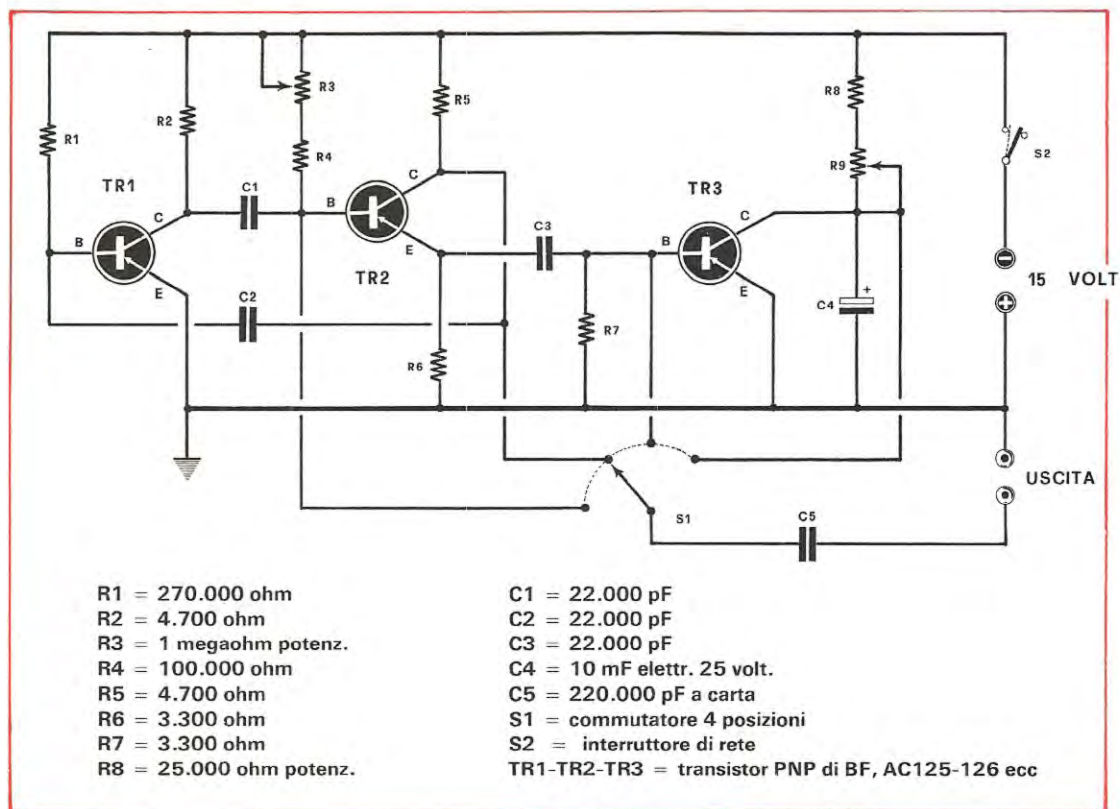 R1
R2
R3
R4
R5
R8
R9
S2
TR1
C1
B
C
E
TR2
B
C
E
C2
C3
TR3
B
C
E
R6
R7
C4
+
15 VOLT
S1
C5
USCITA
R1 = 270.000 ohm
R2 = 4.700 ohm
R3 = 1 megaohm potenz.
R4 = 100.000 ohm
R5 = 4.700 ohm
R6 = 3.300 ohm
R7 = 3.300 ohm
R8 = 25.000 ohm potenz.
C1 = 22.000 pF
C2 = 22.000 pF
C3 = 22.000 pF
C4 = 10 mF elettr. 25 volt.
C5 = 220.000 pF a carta
S1 = commutatore 4 posizioni
S2 = interruttore di rete
TR1-TR2-TR3 = transistor PNP di BF, AC125-126 ecc